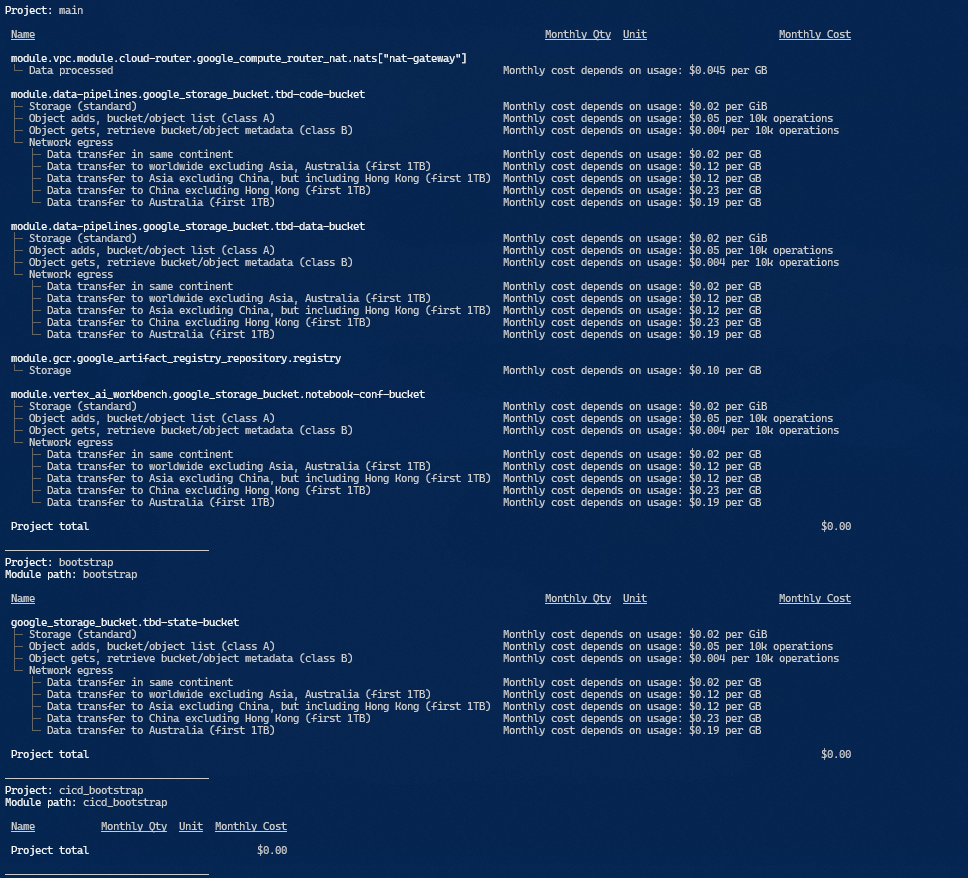 Project: main
Name Monthly Qty Unit Monthly Cost
module.vpc.module.cloud-router.google_compute_router_nat.nats["nat-gateway"]
└─ Data processed Monthly cost depends on usage: $0.045 per GB
module.data-pipelines.google_storage_bucket.tbd-code-bucket
├─ Storage (standard) Monthly cost depends on usage: $0.02 per GiB
├─ Object adds, bucket/object list (class A) Monthly cost depends on usage: $0.05 per 10k operations
├─ Object gets, retrieve bucket/object metadata (class B) Monthly cost depends on usage: $0.004 per 10k operations
└─ Network egress
├─ Data transfer in same continent Monthly cost depends on usage: $0.02 per GB
├─ Data transfer to worldwide excluding Asia, Australia (first 1TB) Monthly cost depends on usage: $0.12 per GB
├─ Data transfer to Asia excluding China, but including Hong Kong (first 1TB) Monthly cost depends on usage: $0.12 per GB
├─ Data transfer to China excluding Hong Kong (first 1TB) Monthly cost depends on usage: $0.23 per GB
└─ Data transfer to Australia (first 1TB) Monthly cost depends on usage: $0.19 per GB
module.data-pipelines.google_storage_bucket.tbd-data-bucket
├─ Storage (standard) Monthly cost depends on usage: $0.02 per GiB
├─ Object adds, bucket/object list (class A) Monthly cost depends on usage: $0.05 per 10k operations
├─ Object gets, retrieve bucket/object metadata (class B) Monthly cost depends on usage: $0.004 per 10k operations
└─ Network egress
├─ Data transfer in same continent Monthly cost depends on usage: $0.02 per GB
├─ Data transfer to worldwide excluding Asia, Australia (first 1TB) Monthly cost depends on usage: $0.12 per GB
├─ Data transfer to Asia excluding China, but including Hong Kong (first 1TB) Monthly cost depends on usage: $0.12 per GB
├─ Data transfer to China excluding Hong Kong (first 1TB) Monthly cost depends on usage: $0.23 per GB
└─ Data transfer to Australia (first 1TB) Monthly cost depends on usage: $0.19 per GB
module.gcr.google_artifact_registry_repository.registry
└─ Storage Monthly cost depends on usage: $0.10 per GB
module.vertex_ai_workbench.google_storage_bucket.notebook-conf-bucket
├─ Storage (standard) Monthly cost depends on usage: $0.02 per GiB
├─ Object adds, bucket/object list (class A) Monthly cost depends on usage: $0.05 per 10k operations
├─ Object gets, retrieve bucket/object metadata (class B) Monthly cost depends on usage: $0.004 per 10k operations
└─ Network egress
├─ Data transfer in same continent Monthly cost depends on usage: $0.02 per GB
├─ Data transfer to worldwide excluding Asia, Australia (first 1TB) Monthly cost depends on usage: $0.12 per GB
├─ Data transfer to Asia excluding China, but including Hong Kong (first 1TB) Monthly cost depends on usage: $0.12 per GB
├─ Data transfer to China excluding Hong Kong (first 1TB) Monthly cost depends on usage: $0.23 per GB
└─ Data transfer to Australia (first 1TB) Monthly cost depends on usage: $0.19 per GB
Project total $0.00
Project: bootstrap
Module path: bootstrap
Name Monthly Qty Unit Monthly Cost
google_storage_bucket.tbd-state-bucket
├─ Storage (standard) Monthly cost depends on usage: $0.02 per GiB
├─ Object adds, bucket/object list (class A) Monthly cost depends on usage: $0.05 per 10k operations
├─ Object gets, retrieve bucket/object metadata (class B) Monthly cost depends on usage: $0.004 per 10k operations
└─ Network egress
├─ Data transfer in same continent Monthly cost depends on usage: $0.02 per GB
├─ Data transfer to worldwide excluding Asia, Australia (first 1TB) Monthly cost depends on usage: $0.12 per GB
├─ Data transfer to Asia excluding China, but including Hong Kong (first 1TB) Monthly cost depends on usage: $0.12 per GB
├─ Data transfer to China excluding Hong Kong (first 1TB) Monthly cost depends on usage: $0.23 per GB
└─ Data transfer to Australia (first 1TB) Monthly cost depends on usage: $0.19 per GB
Project total $0.00
Project: cicd_bootstrap
Module path: cicd_bootstrap
Name Monthly Qty Unit Monthly Cost
Project total $0.00